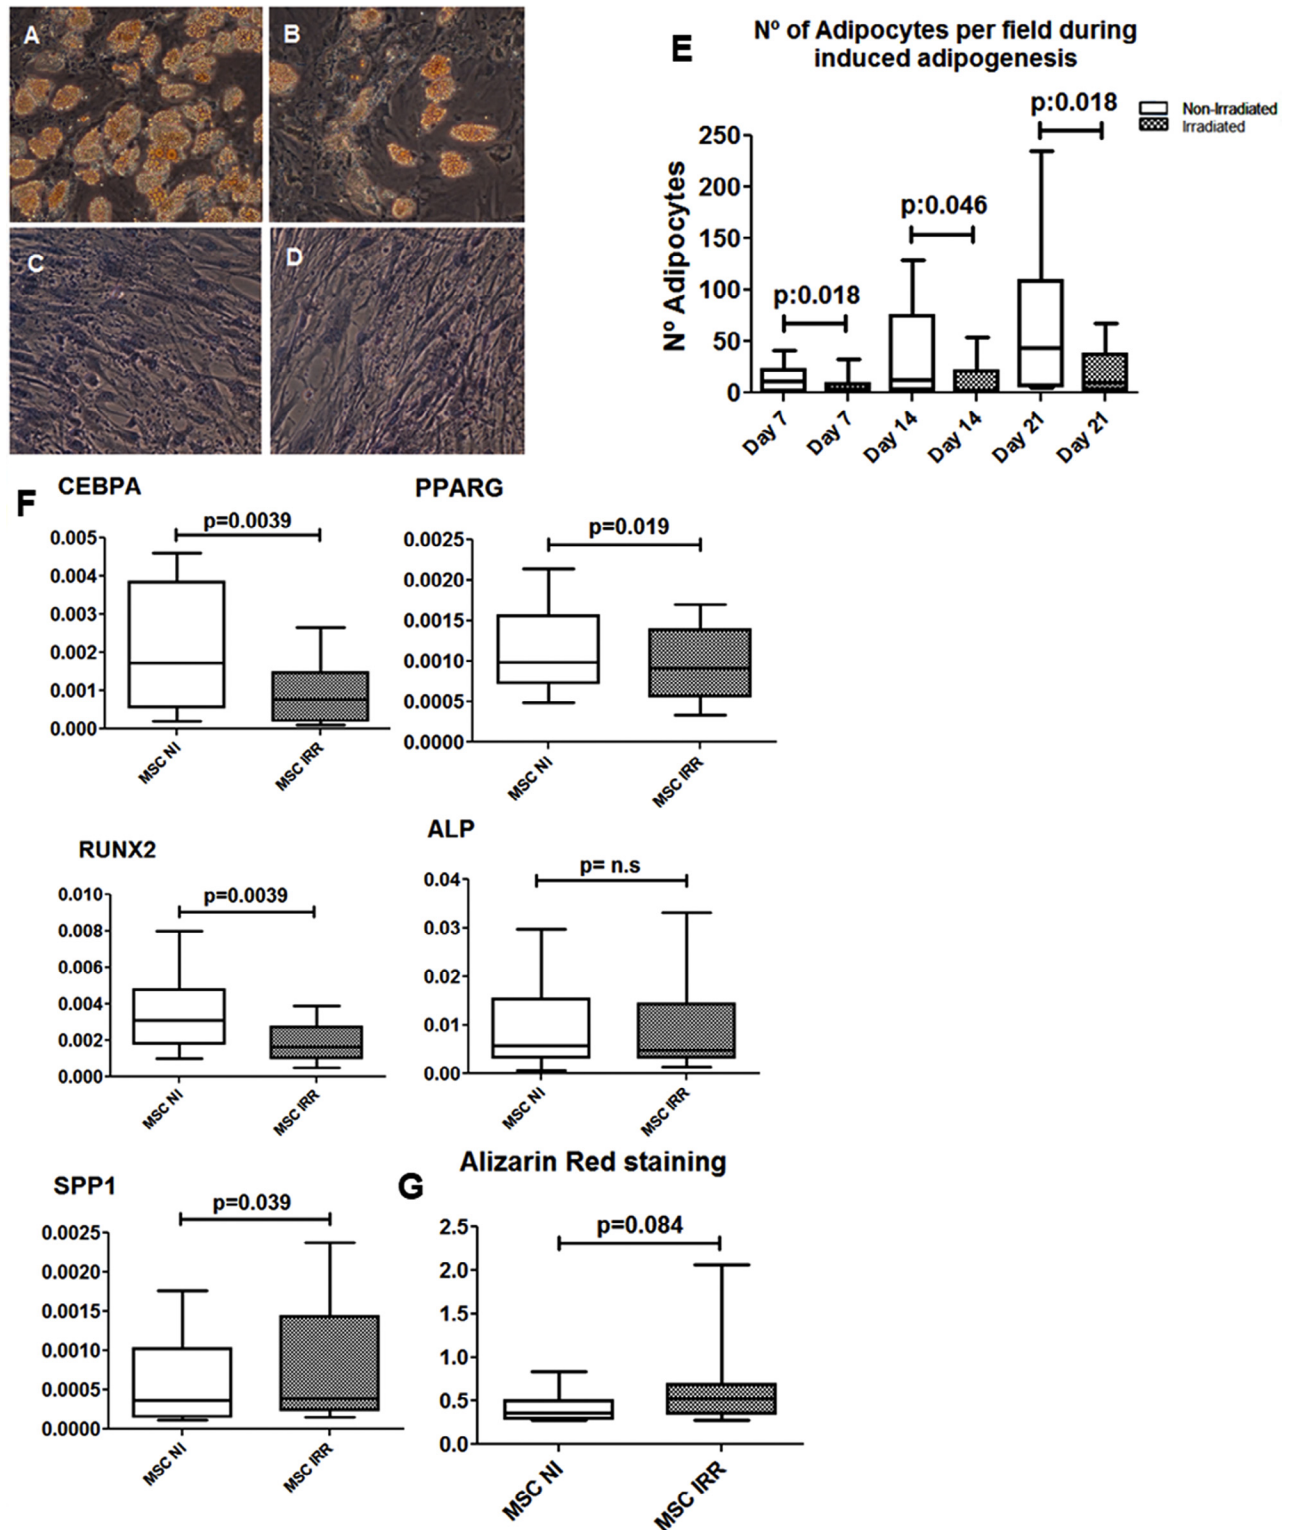 A
B
C
D
E
Nº of Adipocytes per field during
induced adipogenesis
Non-Irradiated
Irradiated
p:0.018
p:0.046
p:0.018
Nº Adipocytes
250
200
150
100
50
0
Day 7
Day 7
Day 14
Day 14
Day 21
Day 21
F
CEBPA
p=0.0039
0.005
0.004
0.003
0.002
0.001
0.000
MSC NI
MSC IRR
PPARG
p=0.019
0.0025
0.0020
0.0015
0.0010
0.0005
0.0000
MSC NI
MSC IRR
RUNX2
p=0.0039
0.010
0.008
0.006
0.004
0.002
0.000
MSC NI
MSC IRR
ALP
p= n.s
0.04
0.03
0.02
0.01
0.00
MSC NI
MSC IRR
SPP1
p=0.039
0.0025
0.0020
0.0015
0.0010
0.0005
0.0000
MSC NI
MSC IRR
G
Alizarin Red staining
p=0.084
2.5
2.0
1.5
1.0
0.5
0.0
MSC NI
MSC IRR